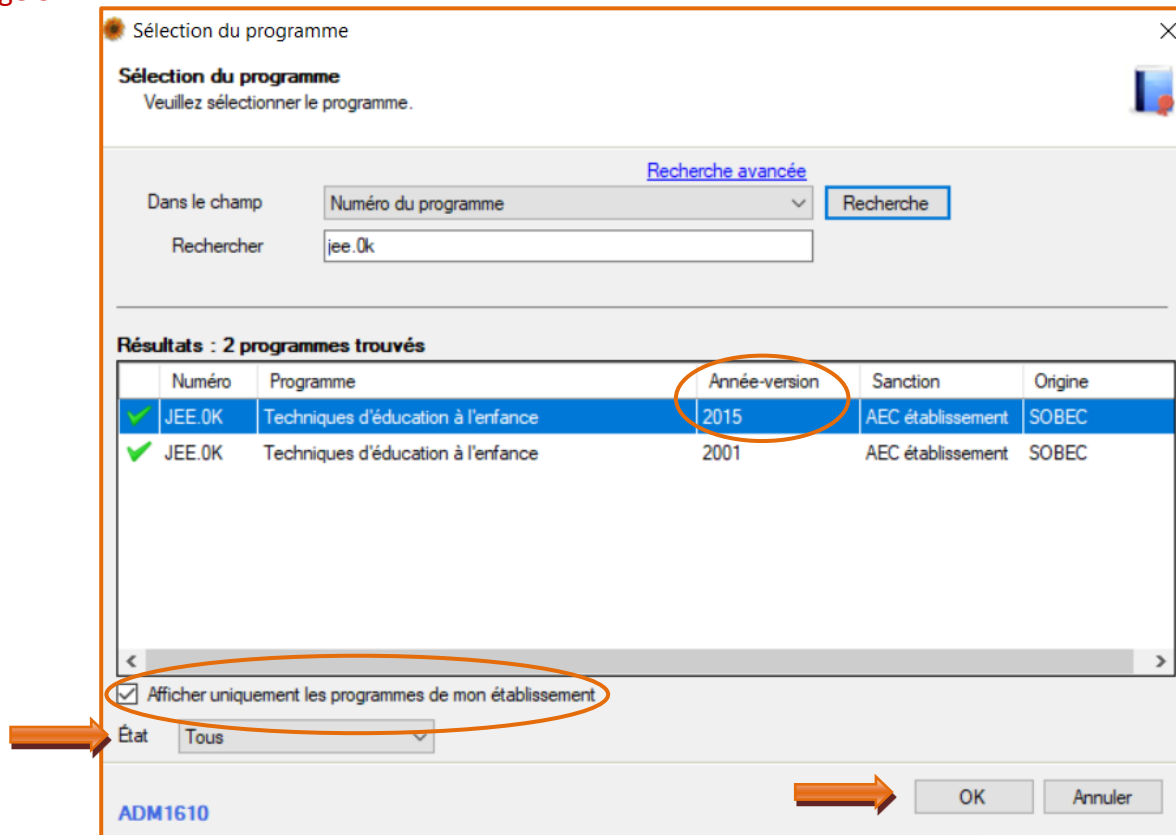 Sélection du programme
Sélection du programme
Veuillez sélectionner le programme.
Recherche avancée
Dans le champ Numéro du programme Recherche
Rechercher jee.0k
Résultats : 2 programmes trouvés
Numéro Programme Année-version Sanction Origine
JEE.0K Techniques d'éducation à l'enfance 2015 AEC établissement SOBEC
JEE.0K Techniques d'éducation à l'enfance 2001 AEC établissement SOBEC
Afficher uniquement les programmes de mon établissement
État Tous
OK Annuler
ADM1610